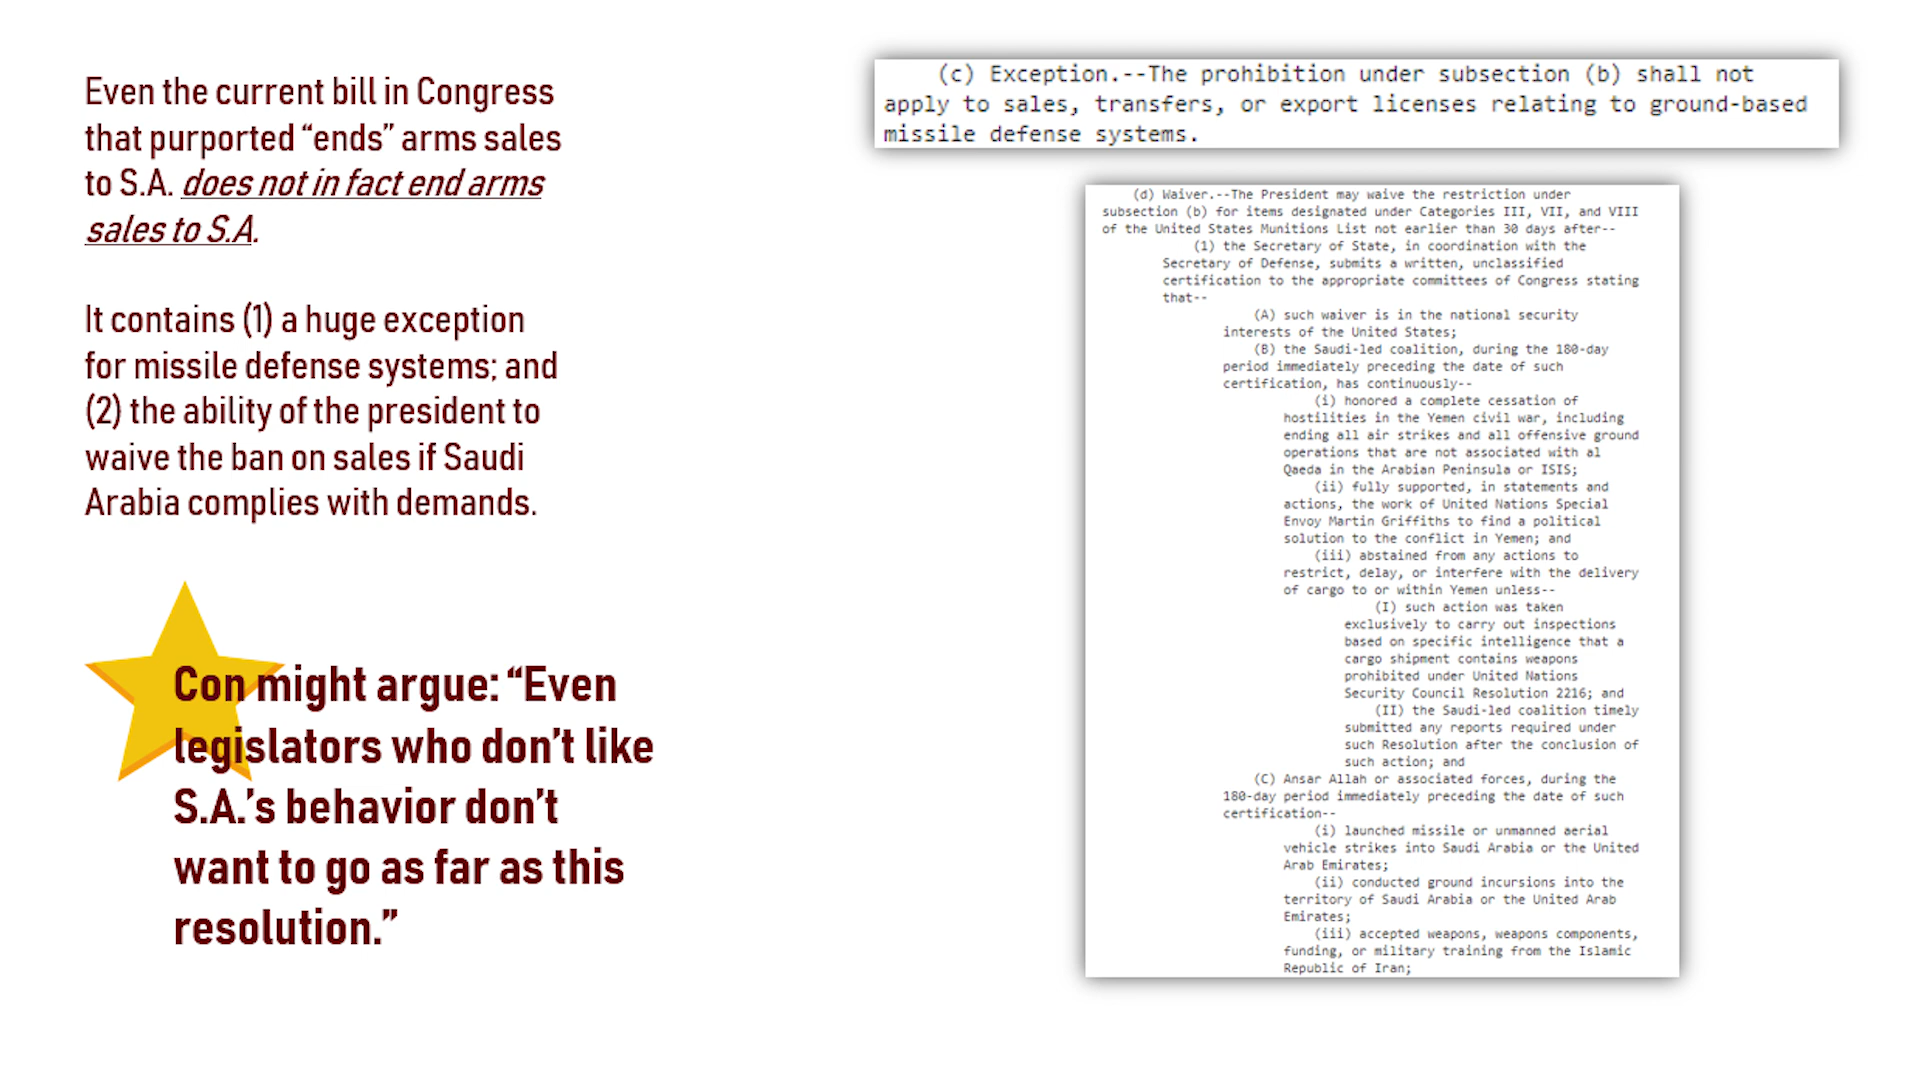 Even the current bill in Congress
that purported “ends” arms sales
to S.A. does not in fact end arms
sales to S.A.
It contains (1) a huge exception
for missile defense systems; and
(2) the ability of the president to
waive the ban on sales if Saudi
Arabia complies with demands.
Con might argue: “Even
legislators who don’t like
S.A.’s behavior don’t
want to go as far as this
resolution.”
(c) Exception.--The prohibition under subsection (b) shall not
apply to sales, transfers, or export licenses relating to ground-based
missile defense systems.
(d) Waiver.--The President may waive the restriction under
subsection (b) for items designated under Categories III, VII, and VIII
of the United States Munitions List not earlier than 30 days after--
(1) the Secretary of State, in coordination with the
Secretary of Defense, submits a written, unclassified
certification to the appropriate committees of Congress stating
that--
(A) such waiver is in the national security
interests of the United States;
(B) the Saudi-led coalition, during the 180-day
period immediately preceding the date of such
certification, has continuously--
(i) honored a complete cessation of
hostilities in the Yemen civil war, including
ending all air strikes and all offensive ground
operations that are not associated with al
Qaeda in the Arabian Peninsula or ISIS;
(ii) fully supported, in statements and
actions, the work of United Nations Special
Envoy Martin Griffiths to find a political
solution to the conflict in Yemen; and
(iii) abstained from any actions to
restrict, delay, or interfere with the delivery
of cargo to or within Yemen unless--
(I) such action was taken
exclusively to carry out inspections
based on specific intelligence that a
cargo shipment contains weapons
prohibited under United Nations
Security Council Resolution 2216; and
(II) the Saudi-led coalition timely
submitted any reports required under
such Resolution after the conclusion of
such action; and
(C) Ansar Allah or associated forces, during the
180-day period immediately preceding the date of such
certification--
(i) launched missile or unmanned aerial
vehicle strikes into Saudi Arabia or the United
Arab Emirates;
(ii) conducted ground incursions into the
territory of Saudi Arabia or the United Arab
Emirates;
(iii) accepted weapons, weapons components,
funding, or military training from the Islamic
Republic of Iran;